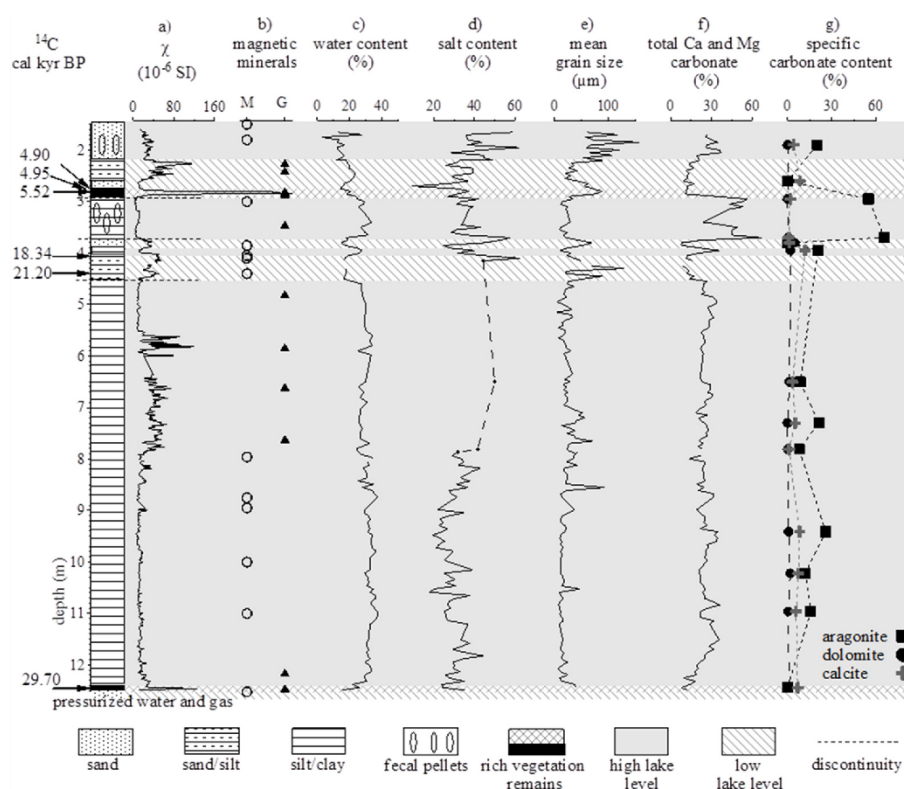 a) b) c) d) e) f) g)
¹⁴C χ magnetic water content salt content mean total Ca and Mg specific
cal kyr BP (10⁻⁶ SI) minerals (%) (%) grain size carbonate carbonate content
(µm) (%) (%)
0 80 160 M G 0 20 40 20 40 60 0 100 0 30 60 0 30 60
2
4.90
4.95
5.52
3
4
18.34
21.20
5
6
7
8
9
10
11
depth (m)
12
aragonite
dolomite
calcite
29.70
pressurized water and gas
sand sand/silt silt/clay fecal pellets rich vegetation remains high lake level low lake level discontinuity